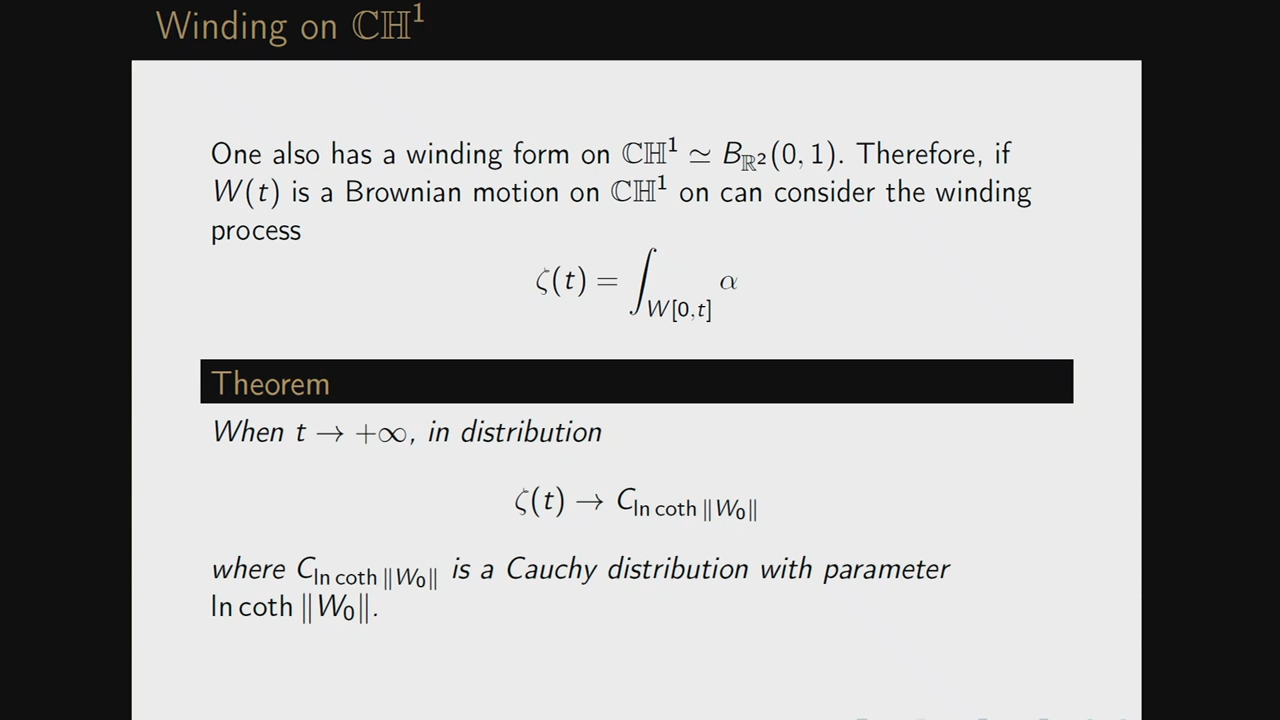 Winding on ℂℍ¹
One also has a winding form on ℂℍ¹ ≃ B_{ℝ²}(0, 1). Therefore, if
W(t) is a Brownian motion on ℂℍ¹ on can consider the winding
process
ζ(t) = ∫_{W[0,t]} α
Theorem
When t → +∞, in distribution
ζ(t) → C_{ln coth ‖W₀‖}
where C_{ln coth ‖W₀‖} is a Cauchy distribution with parameter
ln coth ‖W₀‖.